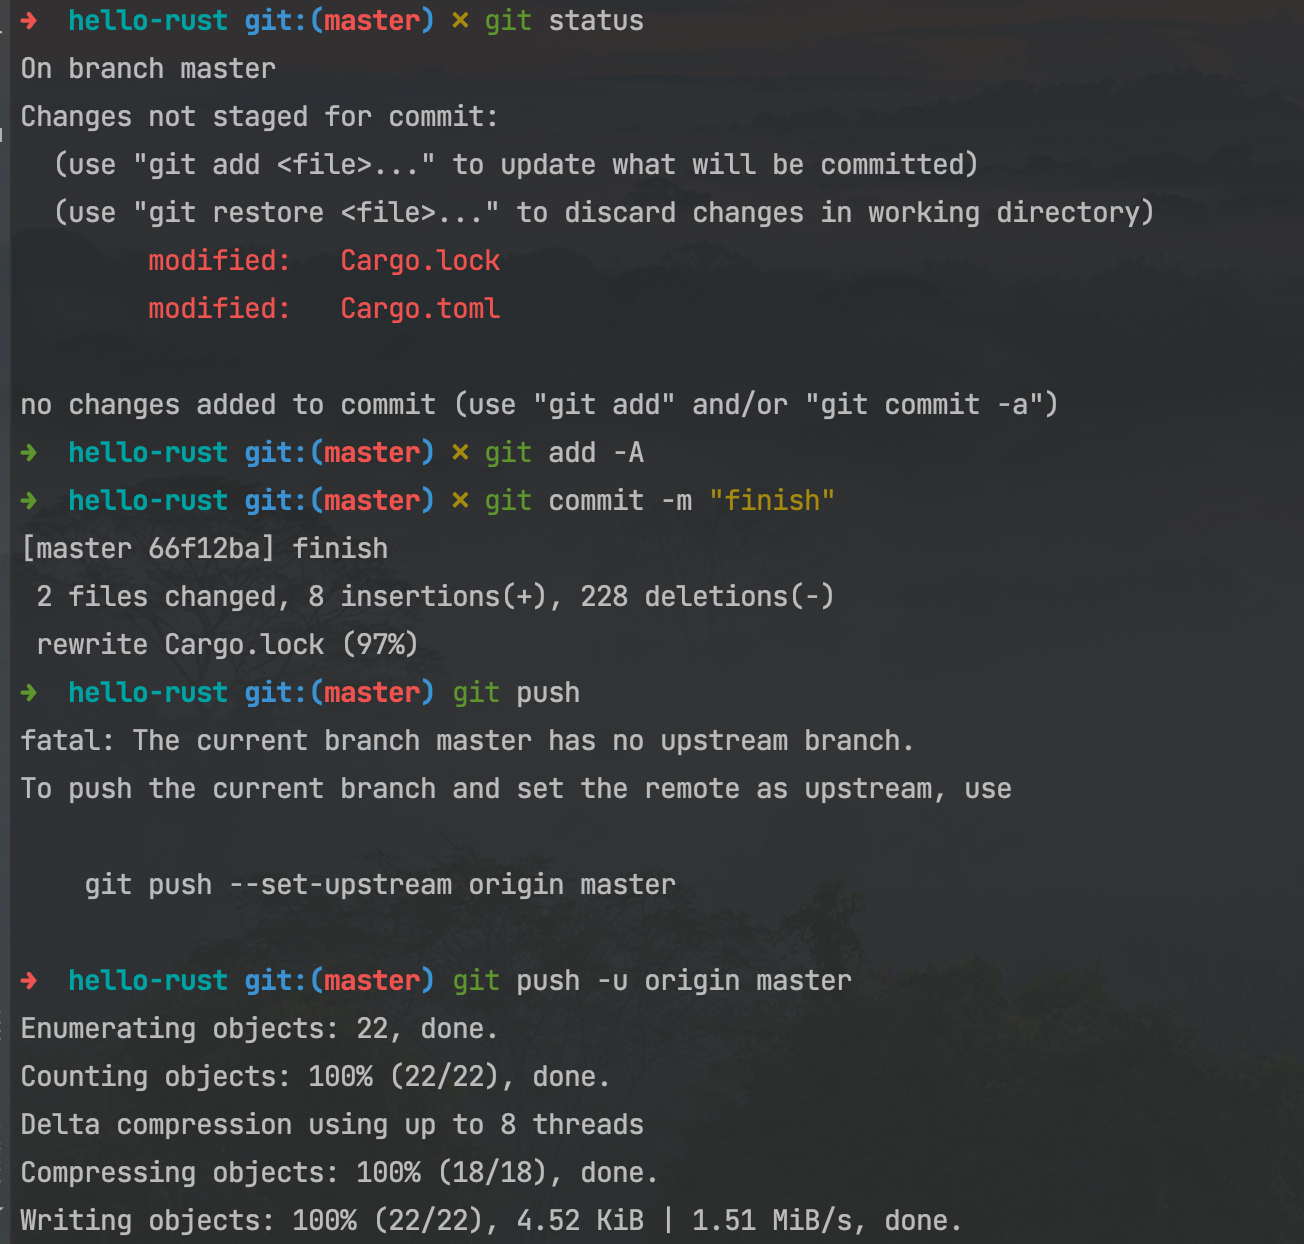 ➜  hello-rust git:(master) ✗ git status
On branch master
Changes not staged for commit:
  (use "git add <file>..." to update what will be committed)
  (use "git restore <file>..." to discard changes in working directory)
        modified:   Cargo.lock
        modified:   Cargo.toml

no changes added to commit (use "git add" and/or "git commit -a")
➜  hello-rust git:(master) ✗ git add -A
➜  hello-rust git:(master) ✗ git commit -m "finish"
[master 66f12ba] finish
 2 files changed, 8 insertions(+), 228 deletions(-)
 rewrite Cargo.lock (97%)
➜  hello-rust git:(master) git push
fatal: The current branch master has no upstream branch.
To push the current branch and set the remote as upstream, use

    git push --set-upstream origin master

➜  hello-rust git:(master) git push -u origin master
Enumerating objects: 22, done.
Counting objects: 100% (22/22), done.
Delta compression using up to 8 threads
Compressing objects: 100% (18/18), done.
Writing objects: 100% (22/22), 4.52 KiB | 1.51 MiB/s, done.